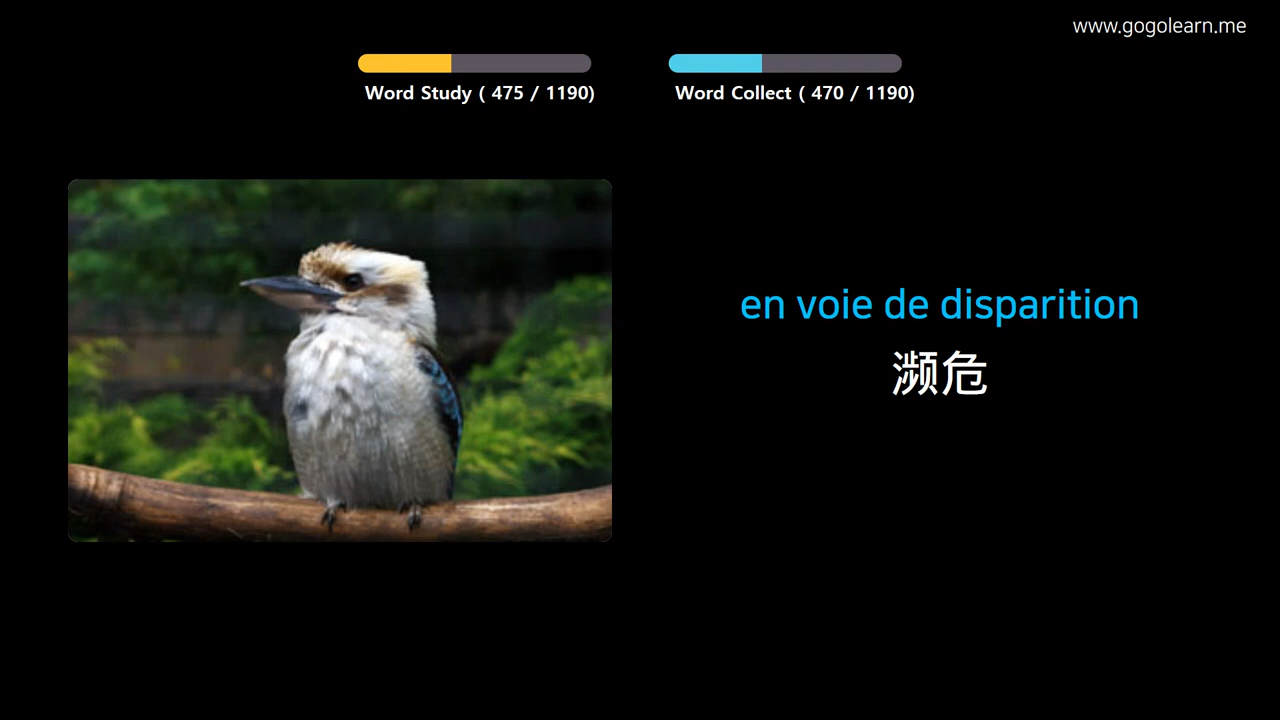 www.gogolearn.me
Word Study ( 475 / 1190)
Word Collect ( 470 / 1190)
en voie de disparition
濒危